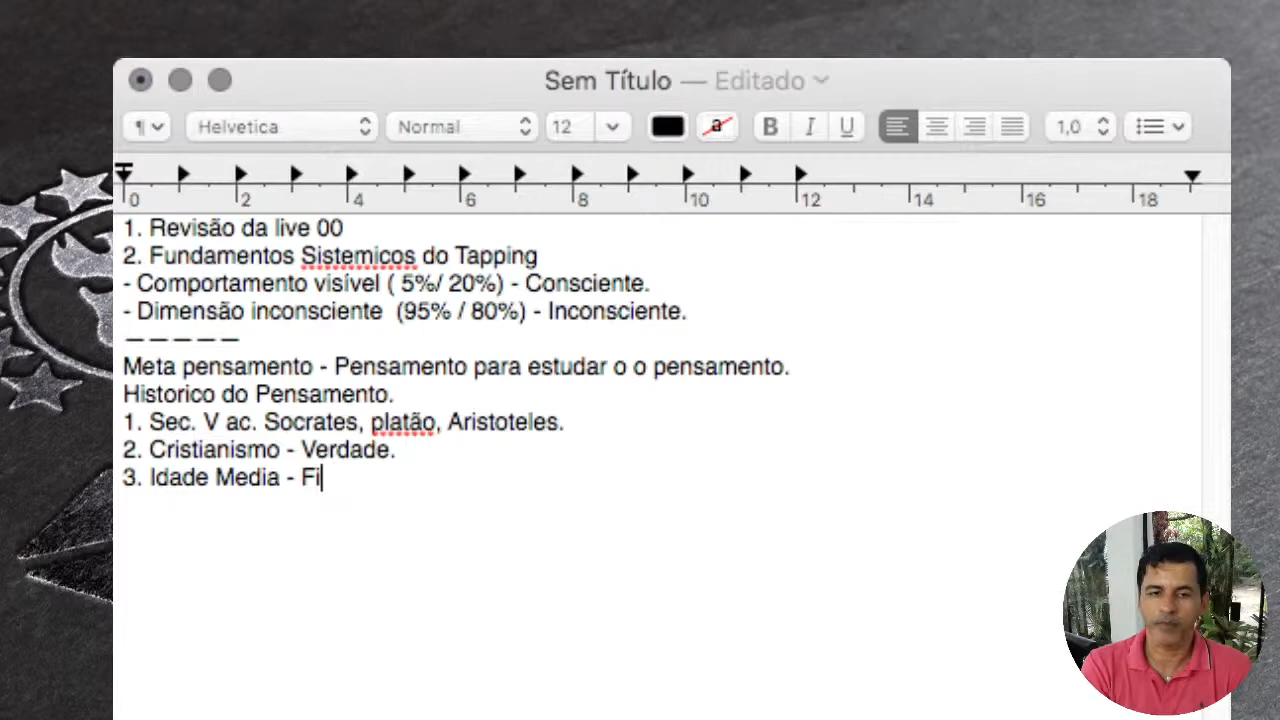 Sem Título — Editado
¶ Helvetica Normal 12 a B I U 1,0
0 2 4 6 8 10 12 14 16 18
1. Revisão da live 00
2. Fundamentos Sistemicos do Tapping
- Comportamento visível ( 5%/ 20%) - Consciente.
- Dimensão inconsciente  (95% / 80%) - Inconsciente.
—————
Meta pensamento - Pensamento para estudar o o pensamento.
Historico do Pensamento.
1. Sec. V ac. Socrates, platão, Aristoteles.
2. Cristianismo - Verdade.
3. Idade Media - Fi